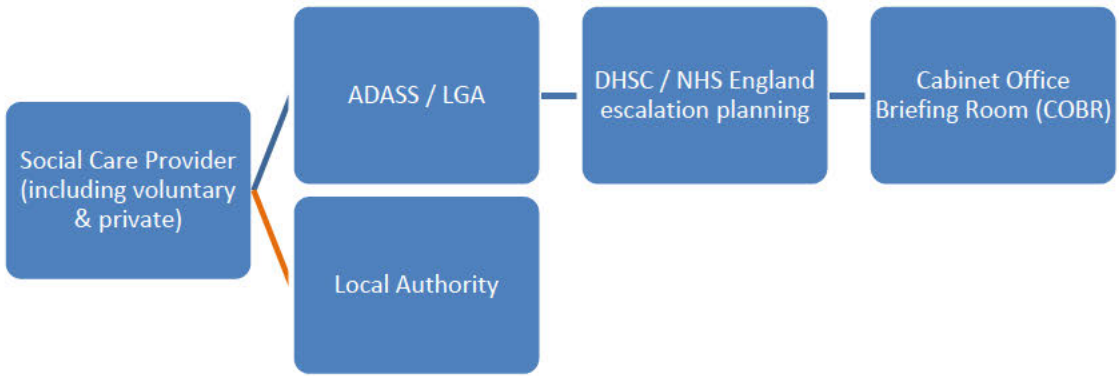 Social Care Provider
(including voluntary
& private)
ADASS / LGA
Local Authority
DHSC / NHS England
escalation planning
Cabinet Office
Briefing Room (COBR)